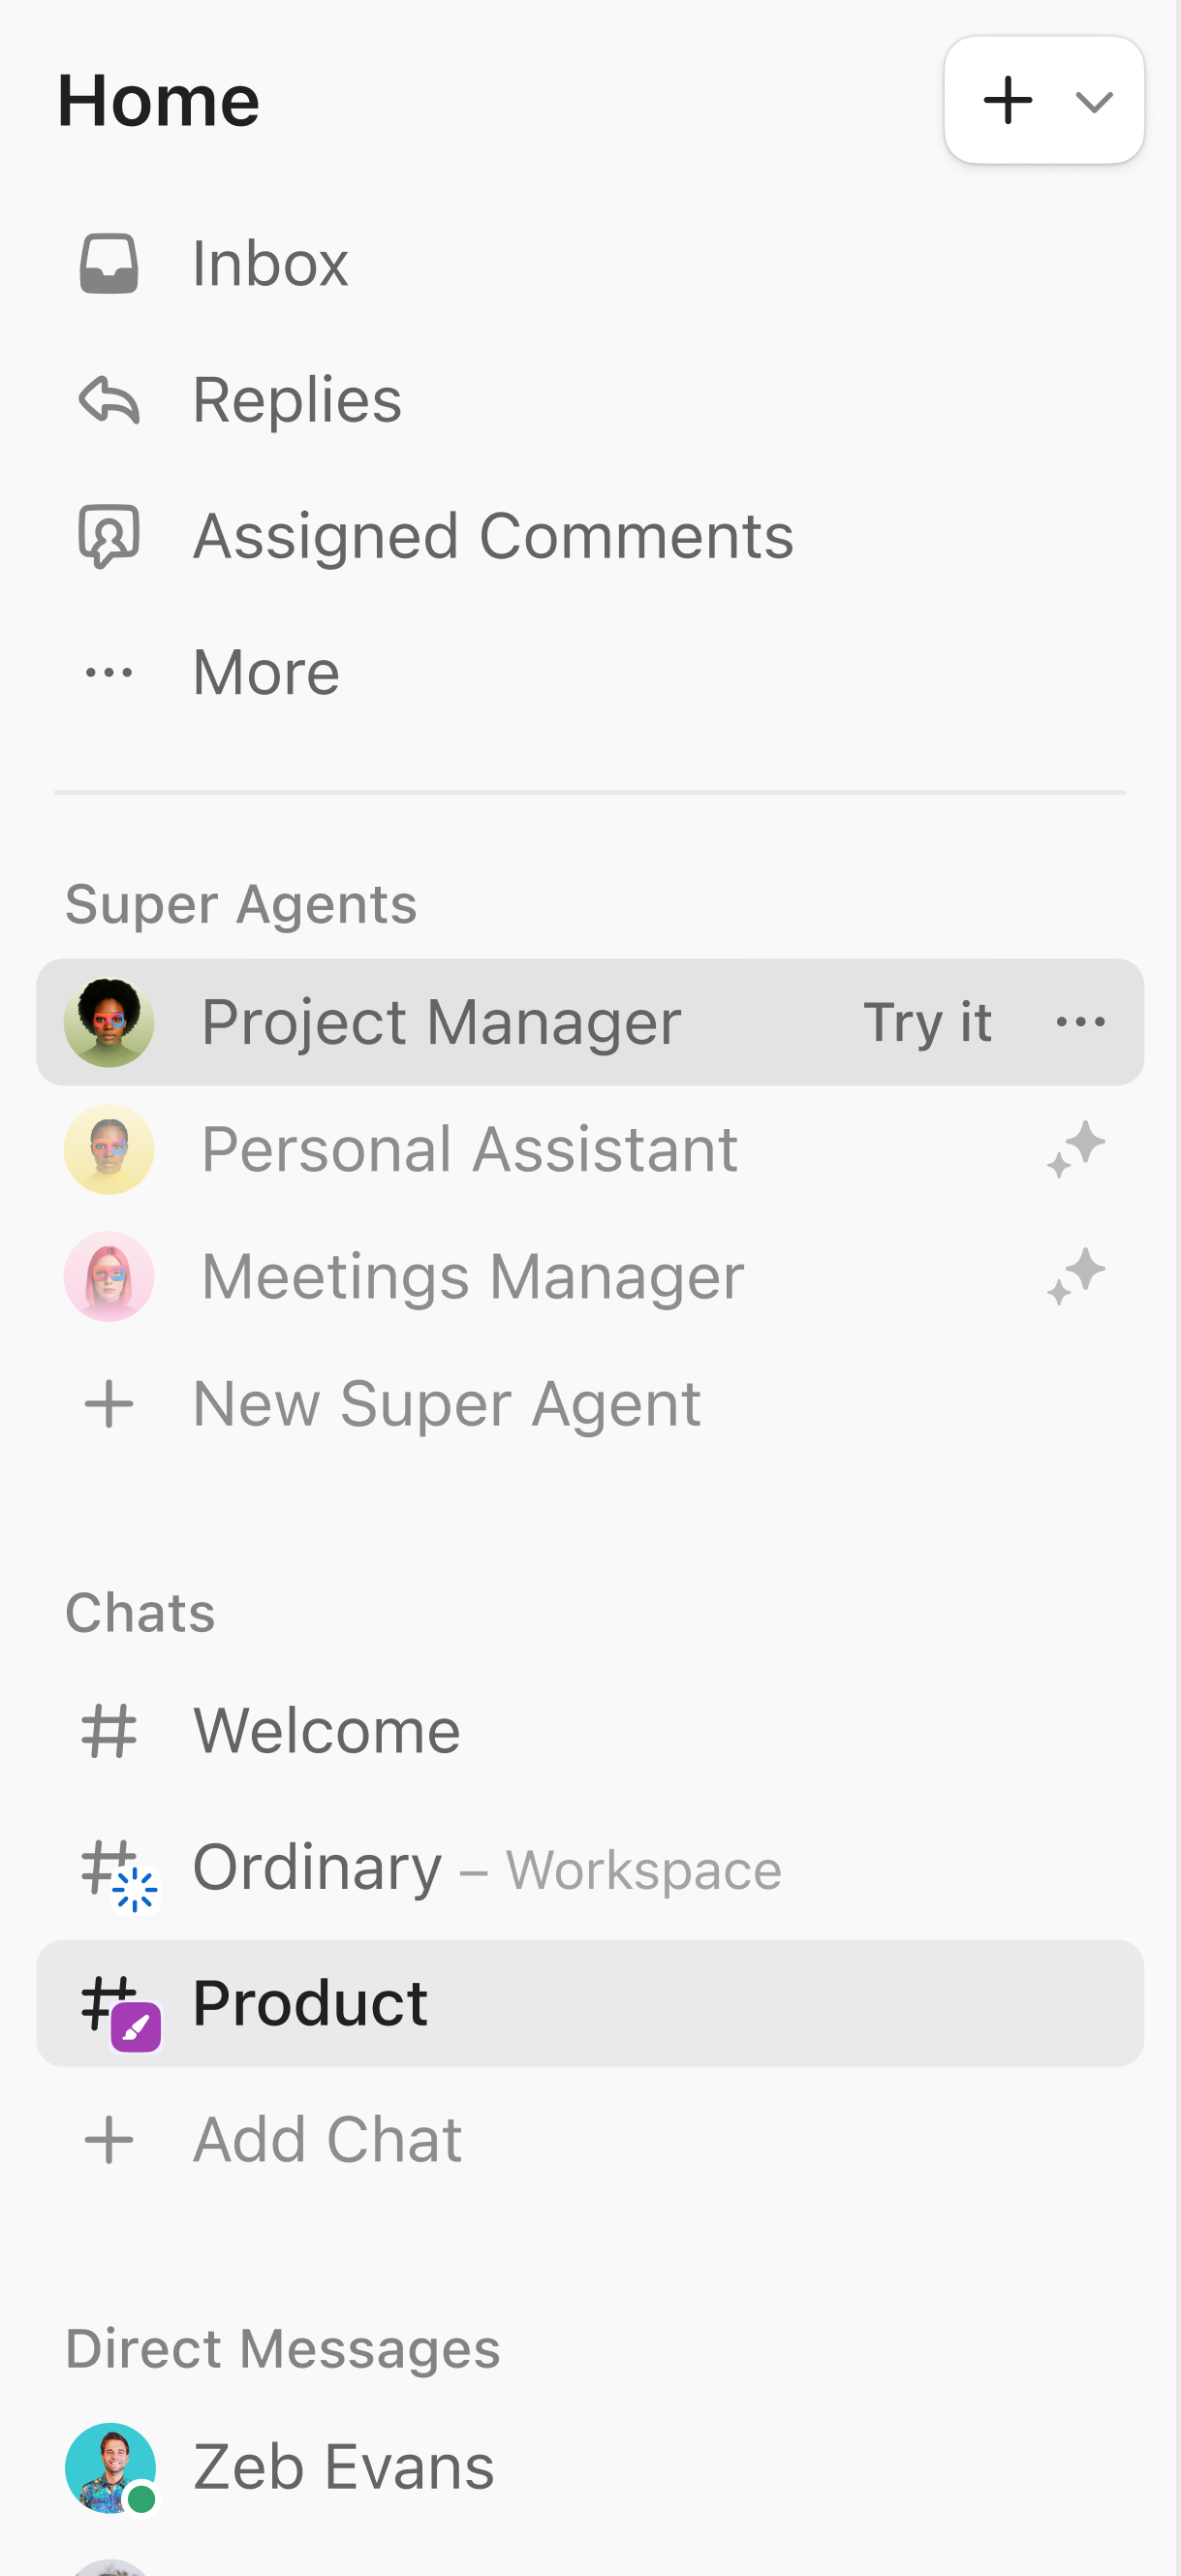 Home
Inbox
Replies
Assigned Comments
More
Super Agents
Project Manager Try it
Personal Assistant
Meetings Manager
New Super Agent
Chats
Welcome
Ordinary – Workspace
Product
Add Chat
Direct Messages
Zeb Evans